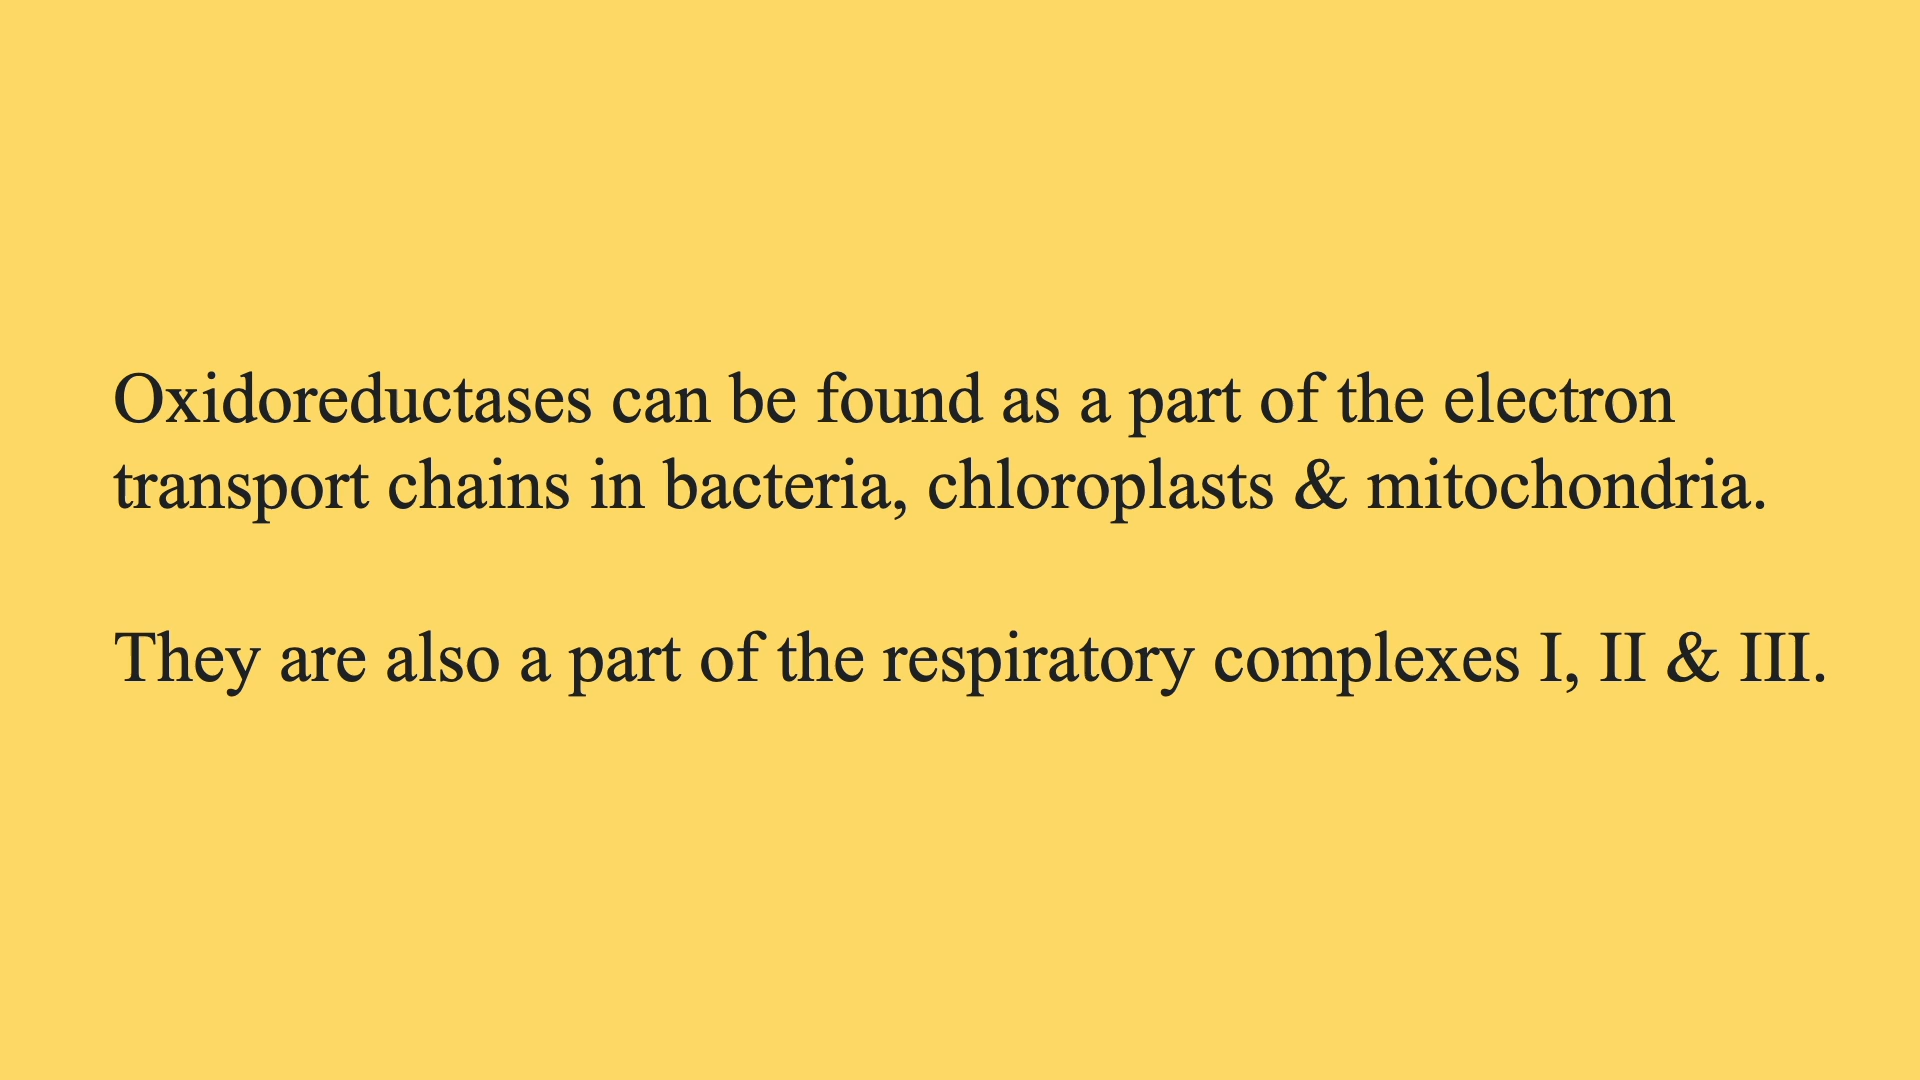 Oxidoreductases can be found as a part of the electron
transport chains in bacteria, chloroplasts & mitochondria.
They are also a part of the respiratory complexes I, II & III.